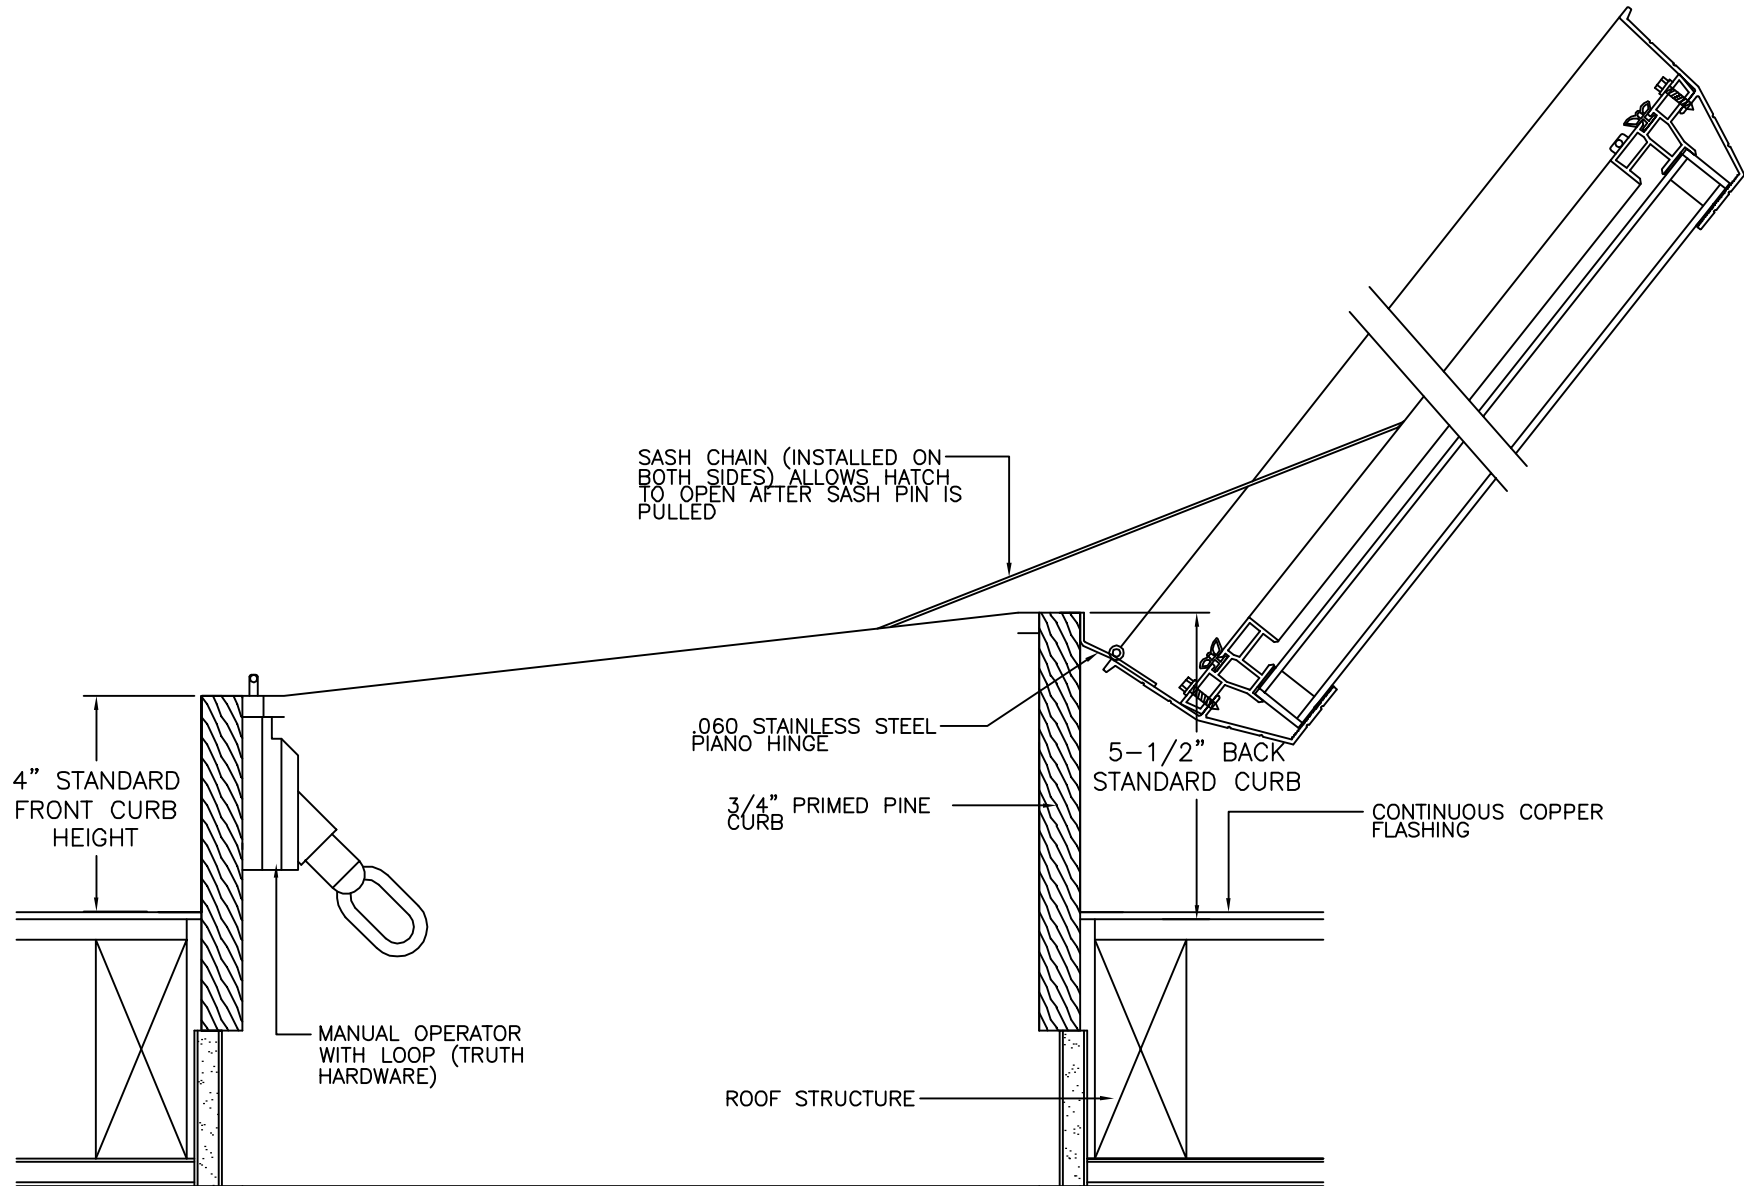 SASH CHAIN (INSTALLED ON
BOTH SIDES) ALLOWS HATCH
TO OPEN AFTER SASH PIN IS
PULLED
.060 STAINLESS STEEL
PIANO HINGE
5-1/2" BACK
STANDARD CURB
4" STANDARD
FRONT CURB
HEIGHT
3/4" PRIMED PINE
CURB
CONTINUOUS COPPER
FLASHING
MANUAL OPERATOR
WITH LOOP (TRUTH
HARDWARE)
ROOF STRUCTURE